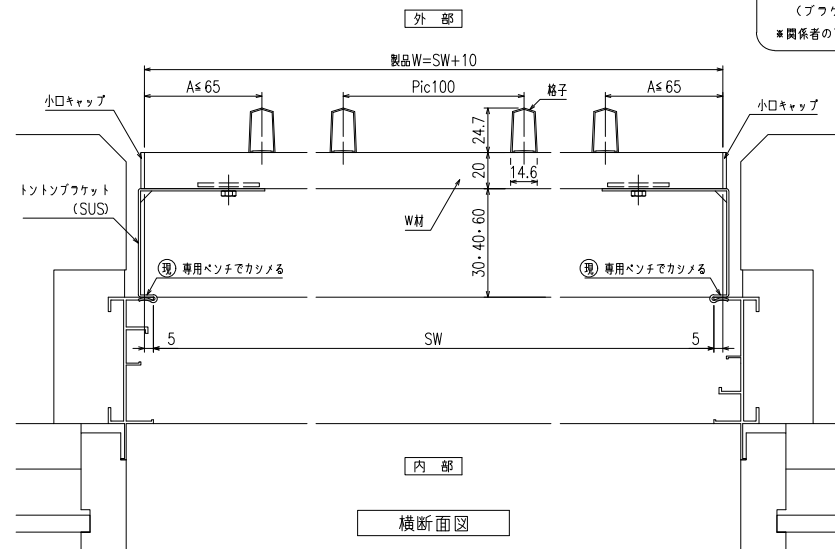 外 部
(ブラケ
※関係者の
製品W=SW+10
A≦65
Pic100
A≦65
小口キャップ
格子
小口キャップ
24.7
20
14.6
トントンブラケット
(SUS)
W材
30・40・60
現 専用ペンチでカシメる
現 専用ペンチでカシメる
5
SW
5
内 部
横断面図